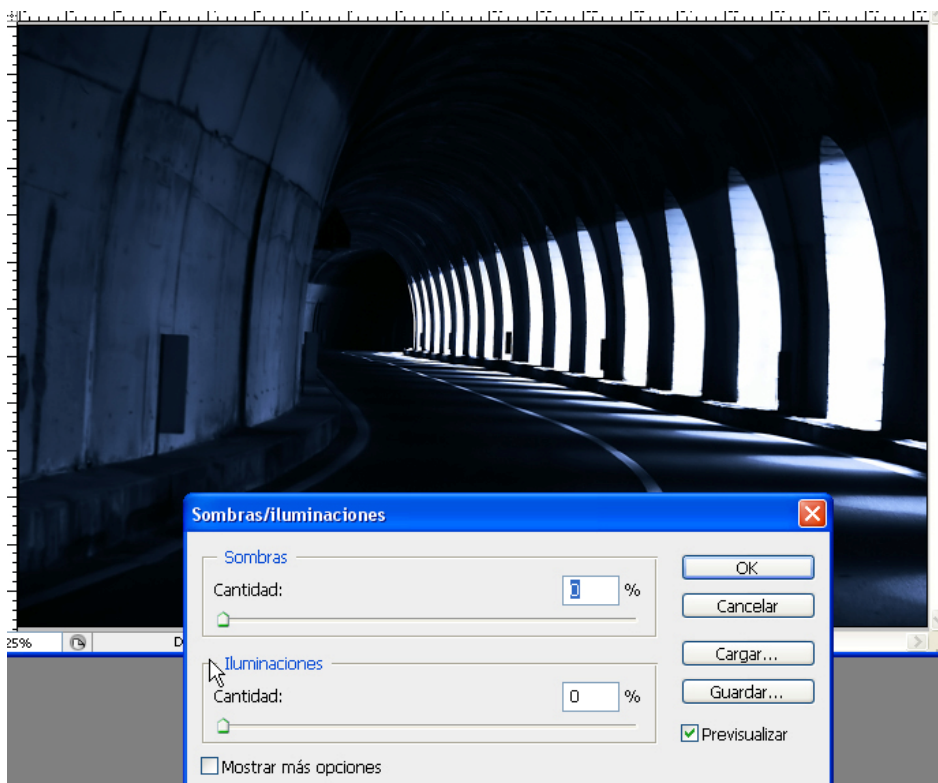 Sombras/iluminaciones
Sombras
OK
Cantidad:
0
%
Cancelar
25%
D
Iluminaciones
Cargar...
Cantidad:
0
%
Guardar...
Previsualizar
Mostrar más opciones